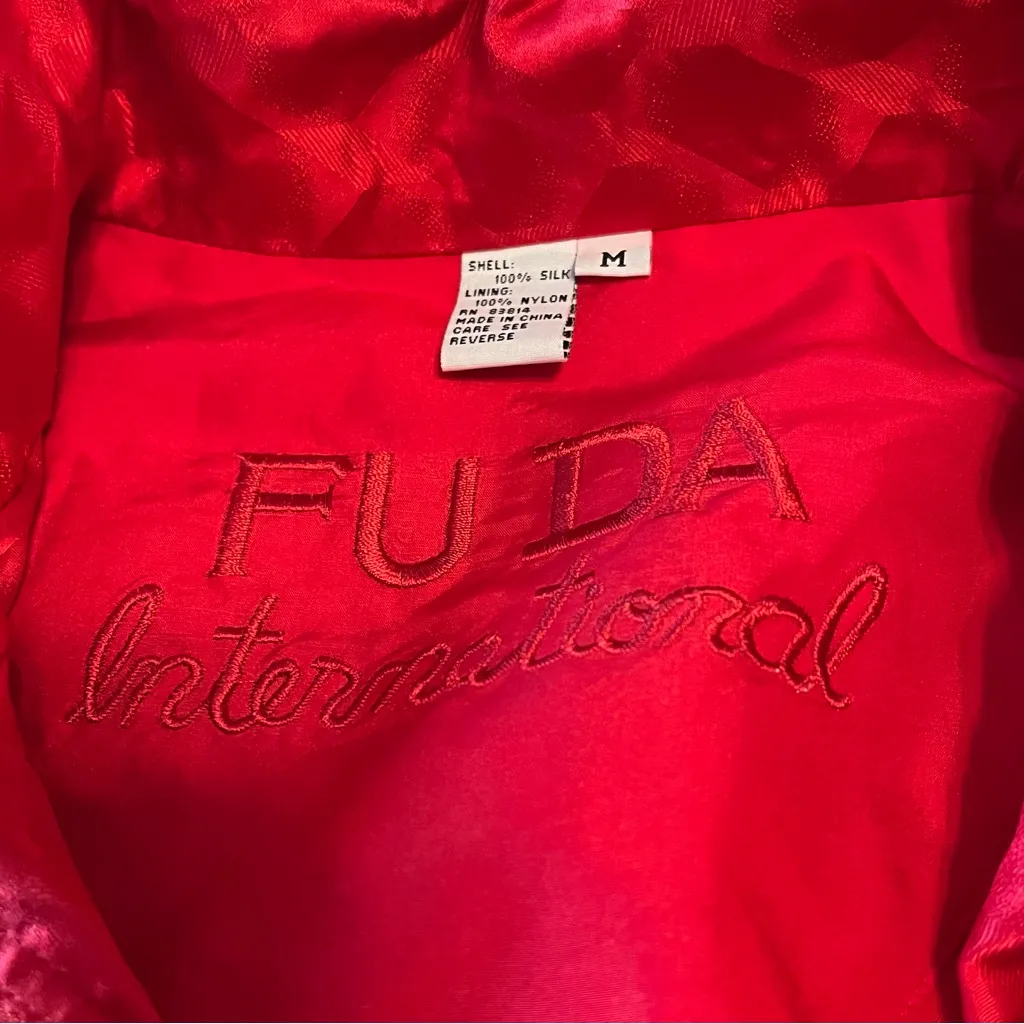 SHELL:
100% SILK
M
LINING:
100% NYLON
RN 83814
MADE IN CHINA
CARE SEE
REVERSE
FU DA
International